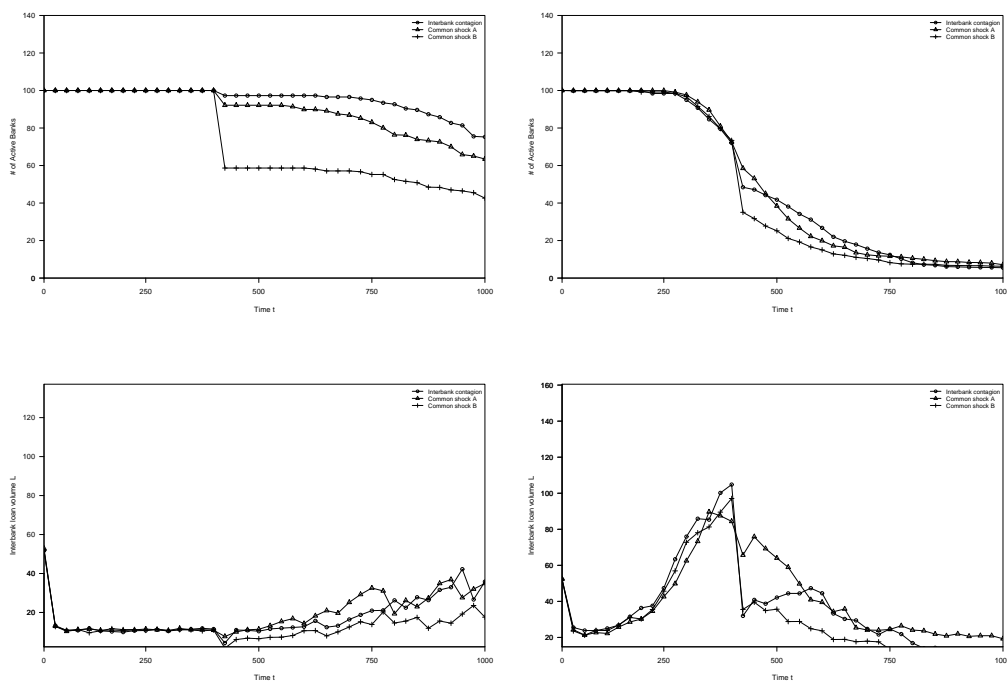 140
120
100
80
60
40
20
0
# of Active Banks
0 250 500 750 1000
Time t
Interbank contagion
Common shock A
Common shock B
140
120
100
80
60
40
20
0
# of Active Banks
0 250 500 750 100
Time t
Interbank contagion
Common shock A
Common shock B
120
100
80
60
40
20
Interbank loan volume L
0 250 500 750 1000
Time t
Interbank contagion
Common shock A
Common shock B
160
140
120
100
80
60
40
20
Interbank loan volume L
0 250 500 750 100
Time t
Interbank contagion
Common shock A
Common shock B